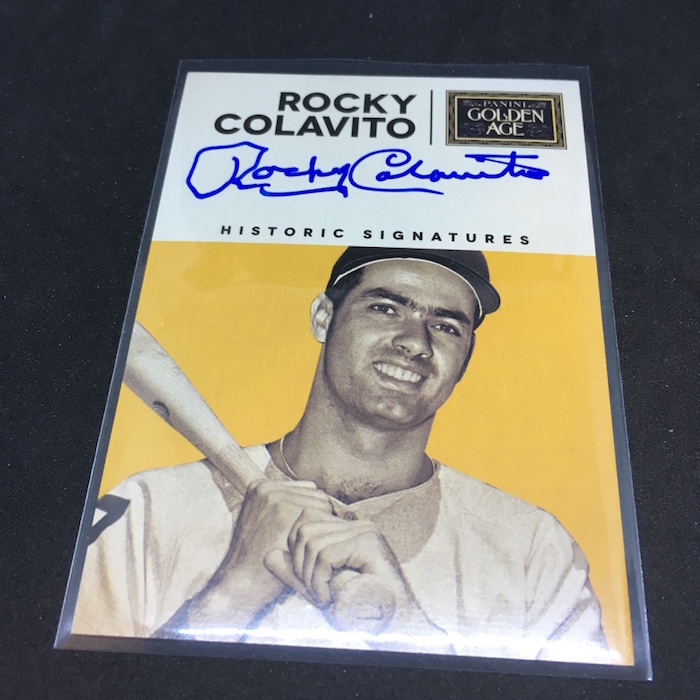 ROCKY
COLAVITO
PANINI
GOLDEN
AGE
Rocky Colavito
HISTORIC SIGNATURES